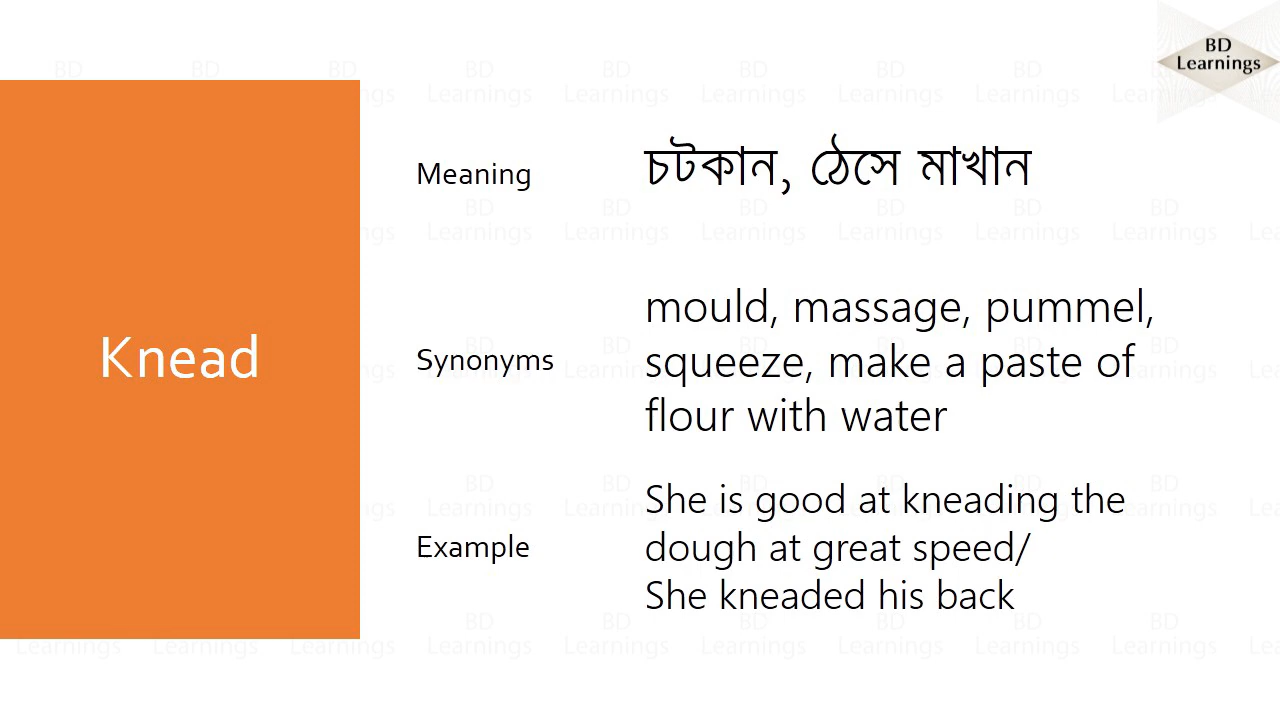 BD
Learnings
Knead
Meaning
চটকান, ঠেসে মাখান
Synonyms
mould, massage, pummel,
squeeze, make a paste of
flour with water
Example
She is good at kneading the
dough at great speed/
She kneaded his back